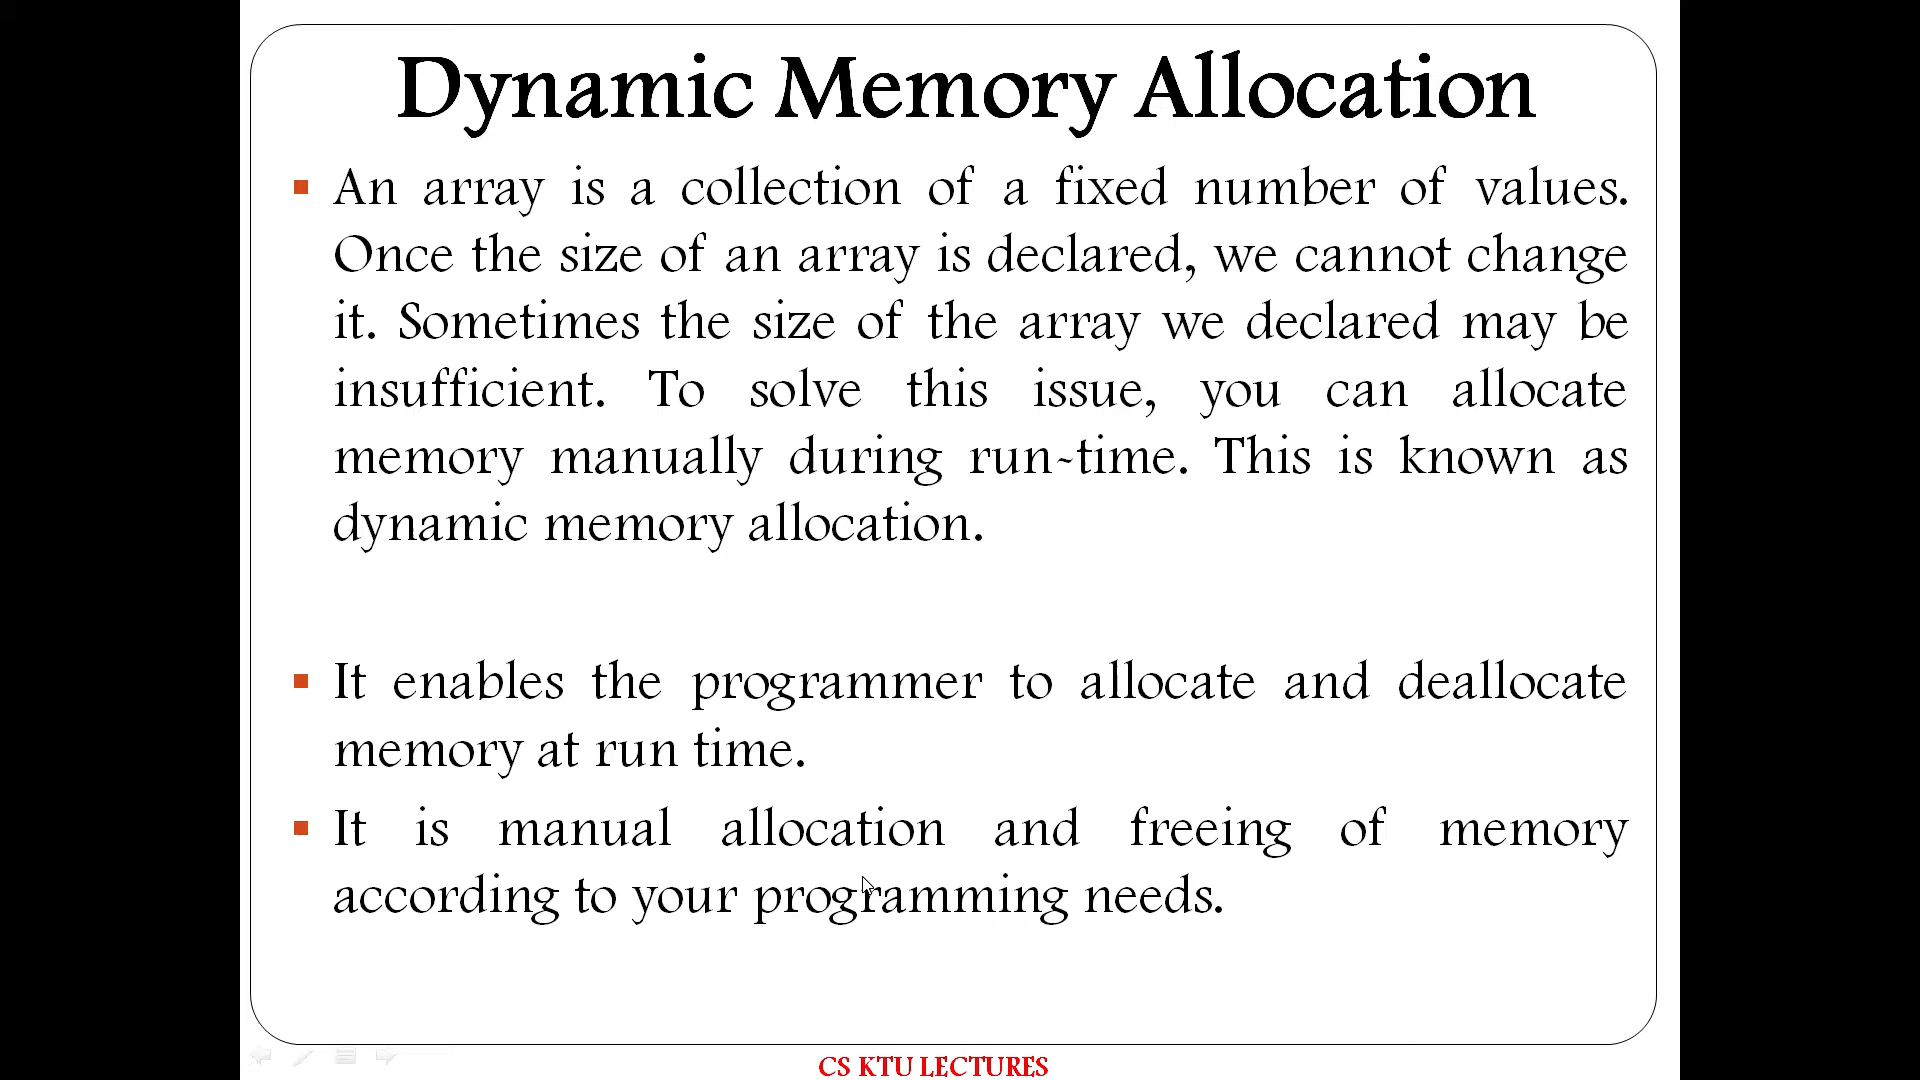 Dynamic Memory Allocation
An array is a collection of a fixed number of values.
Once the size of an array is declared, we cannot change
it. Sometimes the size of the array we declared may be
insufficient. To solve this issue, you can allocate
memory manually during run-time. This is known as
dynamic memory allocation.
It enables the programmer to allocate and deallocate
memory at run time.
It is manual allocation and freeing of memory
according to your programming needs.
CS KTU LECTURES